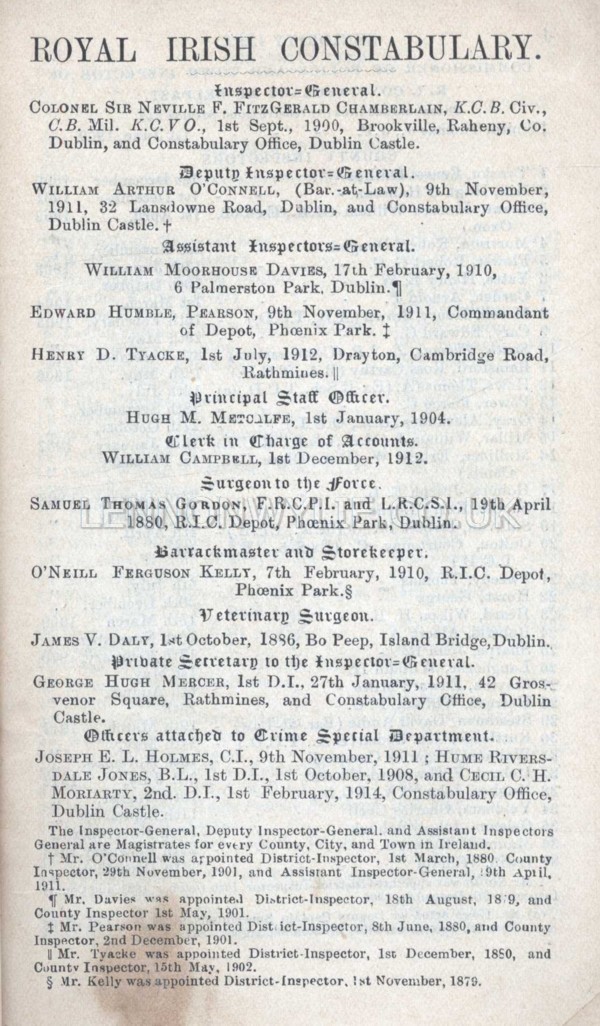 ROYAL IRISH CONSTABULARY.
Inspector=General.
COLONEL SIR NEVILLE F. FITZGERALD CHAMBERLAIN, K.C.B. Civ.,
C.B. Mil. K.C.V O., 1st Sept., 1900, Brookville, Raheny, Co.
Dublin, and Constabulary Office, Dublin Castle.
Deputy Inspector=General.
WILLIAM ARTHUR O'CONNELL, (Bar.-at-Law), 9th November,
1911, 32 Lansdowne Road, Dublin, and Constabulary Office,
Dublin Castle. †
Assistant Inspectors=General.
WILLIAM MOORHOUSE DAVIES, 17th February, 1910,
6 Palmerston Park, Dublin.¶
EDWARD HUMBLE, PEARSON, 9th November, 1911, Commandant
of Depot, Phœnix Park. ‡
HENRY D. TYACKE, 1st July, 1912, Drayton, Cambridge Road,
Rathmines. ||
Principal Staff Officer.
HUGH M. METCALFE, 1st January, 1904.
Clerk in Charge of Accounts.
WILLIAM CAMPBELL, 1st December, 1912.
Surgeon to the Force.
SAMUEL THOMAS GORDON, F.R.C.P.I. and L.R.C.S.I., 19th April
1880, R.I.C. Depot, Phœnix Park, Dublin.
Barrackmaster and Storekeeper.
O'NEILL FERGUSON KELLY, 7th February, 1910, R.I.C. Depot,
Phœnix Park.§
Veterinary Surgeon.
JAMES V. DALY, 1st October, 1886, Bo Peep, Island Bridge, Dublin.
Private Secretary to the Inspector=General.
GEORGE HUGH MERCER, 1st D.I., 27th January, 1911, 42 Gros-
venor Square, Rathmines, and Constabulary Office, Dublin
Castle.
Officers attached to Crime Special Department.
JOSEPH E. L. HOLMES, C.I., 9th November, 1911 ; HUME RIVERS-
DALE JONES, B.L., 1st D.I., 1st October, 1908, and CECIL C. H.
MORIARTY, 2nd. D.I., 1st February, 1914, Constabulary Office,
Dublin Castle.
The Inspector-General, Deputy Inspector-General, and Assistant Inspectors
General are Magistrates for every County, City, and Town in Ireland.
† Mr. O'Connell was appointed District-Inspector, 1st March, 1880. County
Inspector, 29th November, 1901, and Assistant Inspector-General, 9th April,
1911.
¶ Mr. Davies was appointed District-Inspector, 18th August, 1879, and
County Inspector 1st May, 1901.
‡ Mr. Pearson was appointed District-Inspector, 8th June, 1880, and County
Inspector, 2nd December, 1901.
|| Mr. Tyacke was appointed District-Inspector, 1st December, 1880, and
County Inspector, 15th May, 1902.
§ Mr. Kelly was appointed District-Inspector, 1st November, 1879.